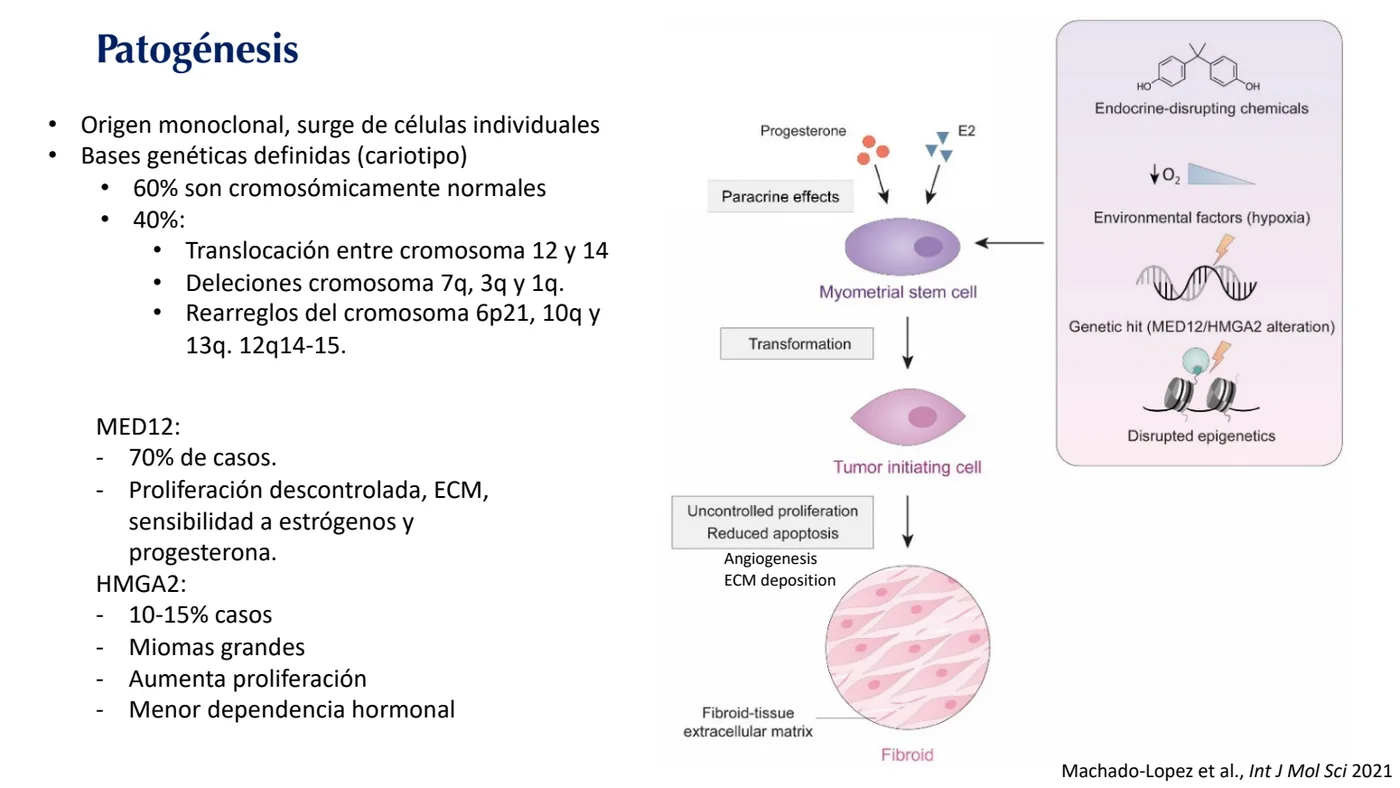 Patogénesis
• Origen monoclonal, surge de células individuales
• Bases genéticas definidas (cariotipo)
• 60% son cromosómicamente normales
• 40%:
• Translocación entre cromosoma 12 y 14
• Deleciones cromosoma 7q, 3q y 1q.
• Rearreglos del cromosoma 6p21, 10q y
13q. 12q14-15.
MED12:
- 70% de casos.
- Proliferación descontrolada, ECM,
sensibilidad a estrógenos y
progesterona.
HMGA2:
- 10-15% casos
- Miomas grandes
- Aumenta proliferación
- Menor dependencia hormonal
Progesterone
E2
Paracrine effects
Myometrial stem cell
Transformation
Tumor initiating cell
Uncontrolled proliferation
Reduced apoptosis
Angiogenesis
ECM deposition
Fibroid-tissue
extracellular matrix
Fibroid
HO
OH
Endocrine-disrupting chemicals
↓O₂
Environmental factors (hypoxia)
Genetic hit (MED12/HMGA2 alteration)
Disrupted epigenetics
Machado-Lopez et al., Int J Mol Sci 2021